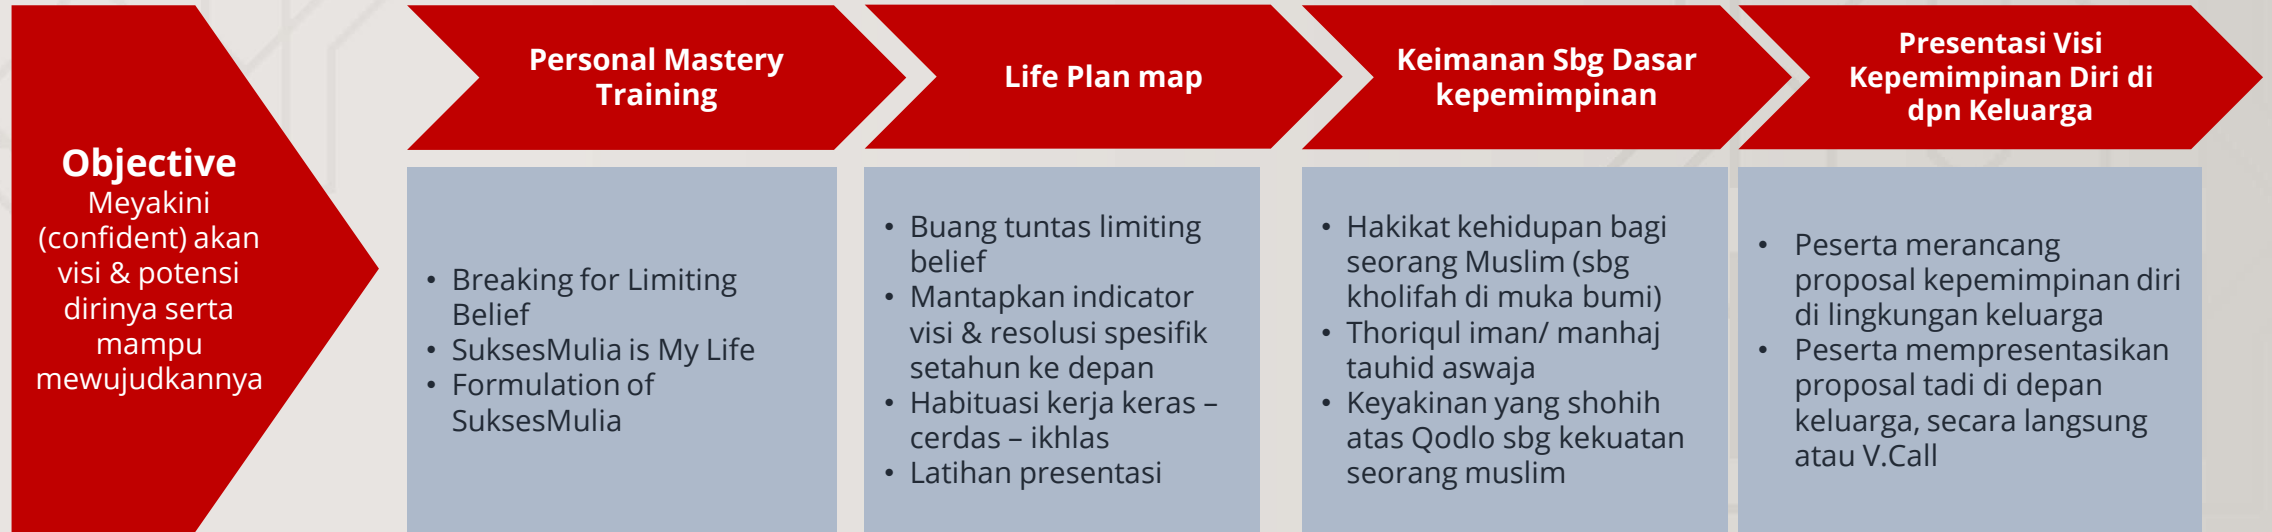 Objective
Meyakini
(confident) akan
visi & potensi
dirinya serta
mampu
mewujudkannya
Personal Mastery
Training
• Breaking for Limiting
Belief
• SuksesMulia is My Life
• Formulation of
SuksesMulia
Life Plan map
• Buang tuntas limiting
belief
• Mantapkan indicator
visi & resolusi spesifik
setahun ke depan
• Habituasi kerja keras –
cerdas – ikhlas
• Latihan presentasi
Keimanan Sbg Dasar
kepemimpinan
• Hakikat kehidupan bagi
seorang Muslim (sbg
kholifah di muka bumi)
• Thoriqul iman/ manhaj
tauhid aswaja
• Keyakinan yang shohih
atas Qodlo sbg kekuatan
seorang muslim
Presentasi Visi
Kepemimpinan Diri di
dpn Keluarga
• Peserta merancang
proposal kepemimpinan diri
di lingkungan keluarga
• Peserta mempresentasikan
proposal tadi di depan
keluarga, secara langsung
atau V.Call